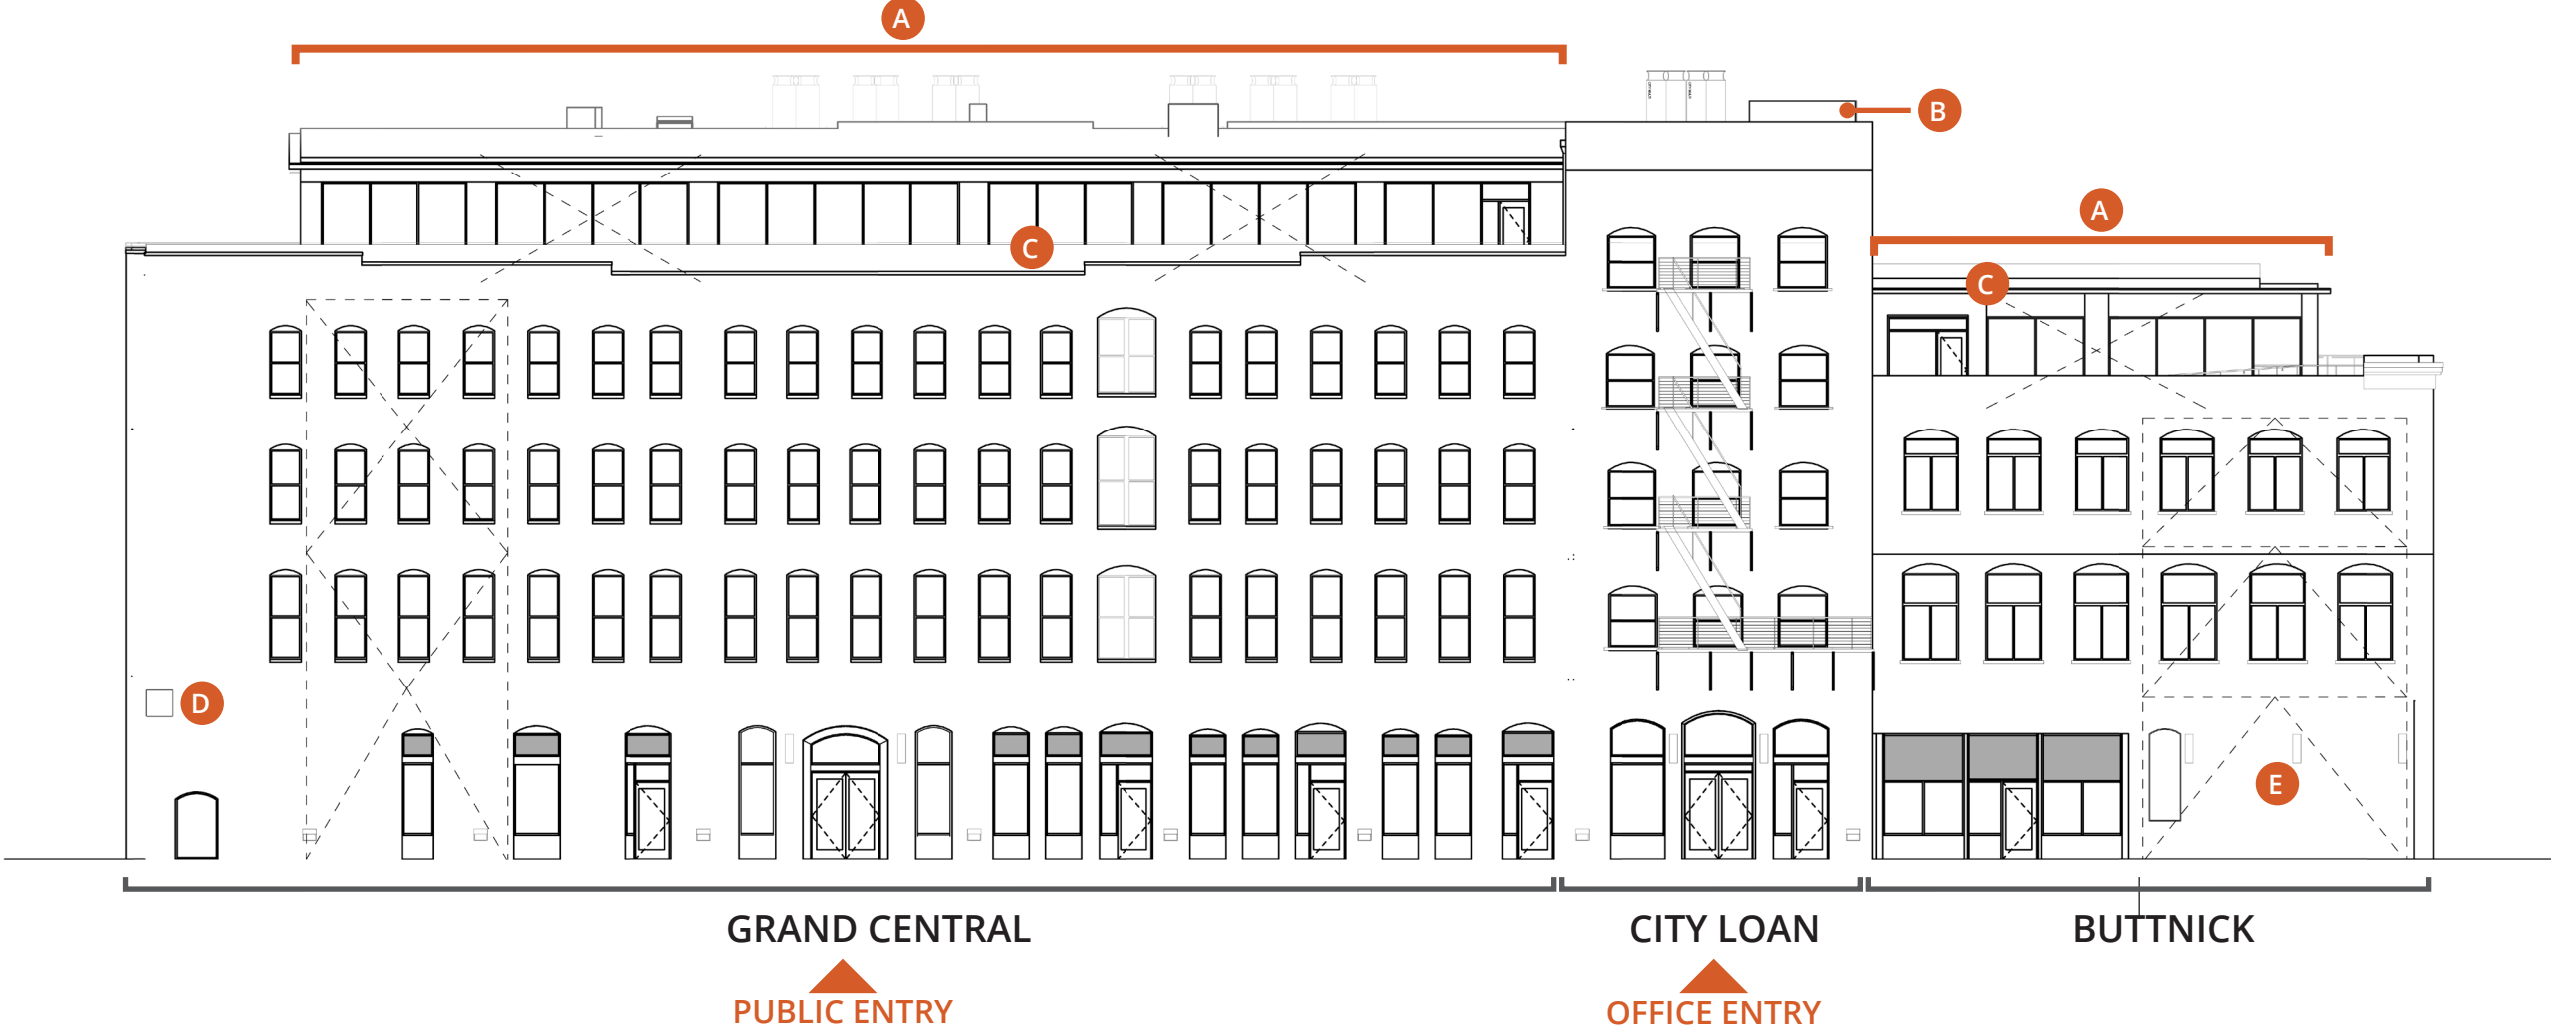 A
B
A
C
C
D
E
GRAND CENTRAL
CITY LOAN
BUTTNICK
PUBLIC ENTRY
OFFICE ENTRY